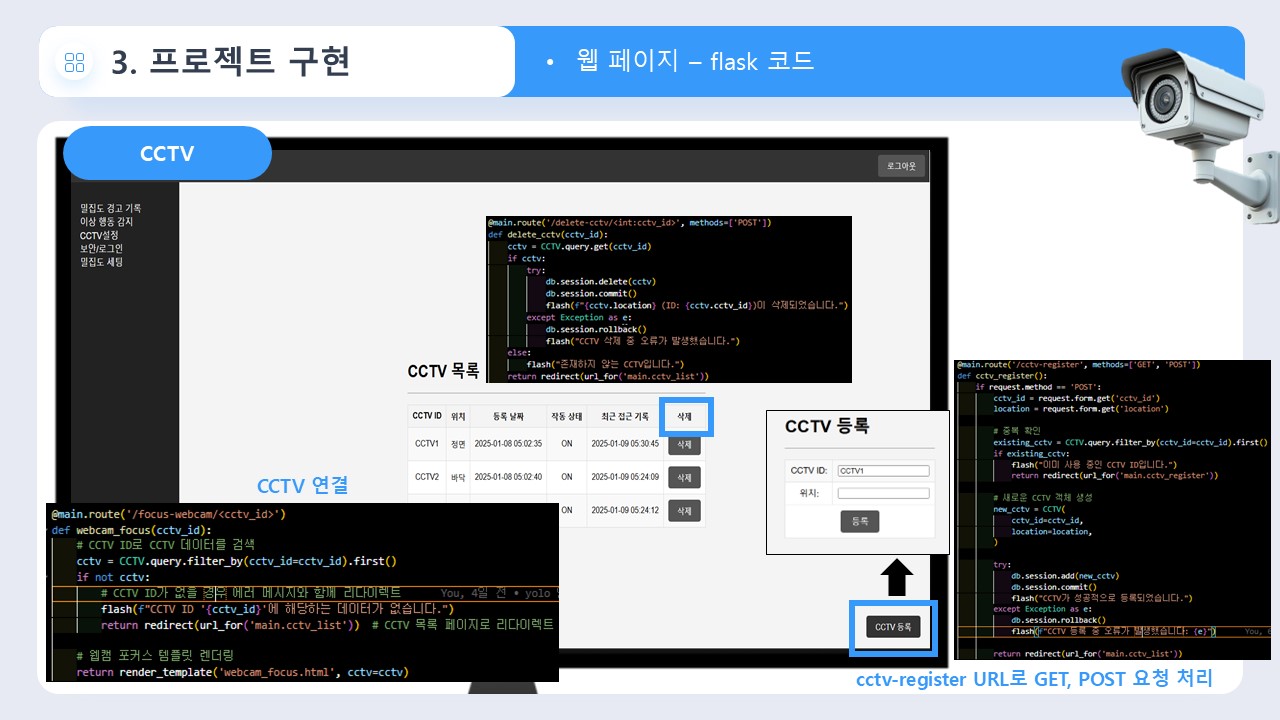 3. 프로젝트 구현
• 웹 페이지 – flask 코드
CCTV
로그아웃
밀집도 경고 기록
이상 행동 감지
CCTV설정
보안/로그인
밀집도 세팅
@main.route('/delete-cctv/<int:cctv_id>', methods=['POST'])
def delete_cctv(cctv_id):
cctv = CCTV.query.get(cctv_id)
if cctv:
try:
db.session.delete(cctv)
db.session.commit()
flash(f"{cctv.location} (ID: {cctv.cctv_id})이 삭제되었습니다.")
except Exception as e:
db.session.rollback()
flash("CCTV 삭제 중 오류가 발생했습니다.")
else:
flash("존재하지 않는 CCTV입니다.")
return redirect(url_for('main.cctv_list'))
CCTV 목록
CCTV ID 위치 등록 날짜 작동 상태 최근 접근 기록 삭제
CCTV1 정면 2025-01-08 05:02:35 ON 2025-01-09 05:30:45 삭제
CCTV2 바닥 2025-01-08 05:02:40 ON 2025-01-09 05:24:09 삭제
ON 2025-01-09 05:24:12 삭제
CCTV 연결
@main.route('/focus-webcam/<cctv_id>')
def webcam_focus(cctv_id):
# CCTV ID로 CCTV 데이터를 검색
cctv = CCTV.query.filter_by(cctv_id=cctv_id).first()
if not cctv:
# CCTV ID가 없을 경우 에러 메시지와 함께 리다이렉트 You, 4일 전 • yolo
flash(f"CCTV ID '{cctv_id}'에 해당하는 데이터가 없습니다.")
return redirect(url_for('main.cctv_list')) # CCTV 목록 페이지로 리다이렉트
# 웹캠 포커스 템플릿 렌더링
return render_template('webcam_focus.html', cctv=cctv)
CCTV 등록
CCTV ID: CCTV1
위치:
등록
CCTV 등록
@main.route('/cctv-register', methods=['GET', 'POST'])
def cctv_register():
if request.method == 'POST':
cctv_id = request.form.get('cctv_id')
location = request.form.get('location')
# 중복 확인
existing_cctv = CCTV.query.filter_by(cctv_id=cctv_id).first()
if existing_cctv:
flash("이미 사용 중인 CCTV ID입니다.")
return redirect(url_for('main.cctv_register'))
# 새로운 CCTV 객체 생성
new_cctv = CCTV(
cctv_id=cctv_id,
location=location,
)
try:
db.session.add(new_cctv)
db.session.commit()
flash("CCTV가 성공적으로 등록되었습니다.")
except Exception as e:
db.session.rollback()
flash(f"CCTV 등록 중 오류가 발생했습니다: {e}") You,
return redirect(url_for('main.cctv_list'))
cctv-register URL로 GET, POST 요청 처리